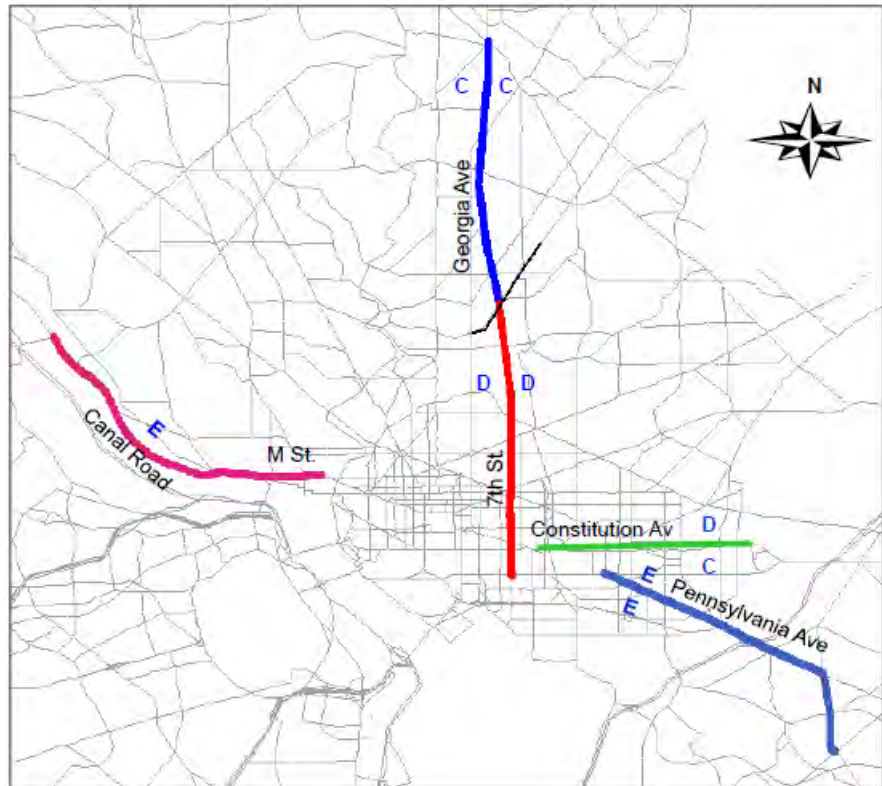 N
C C
Georgia Ave
D D
E
Canal Road
M St.
7th St.
Constitution Av
D
C
E
E
Pennsylvania Ave